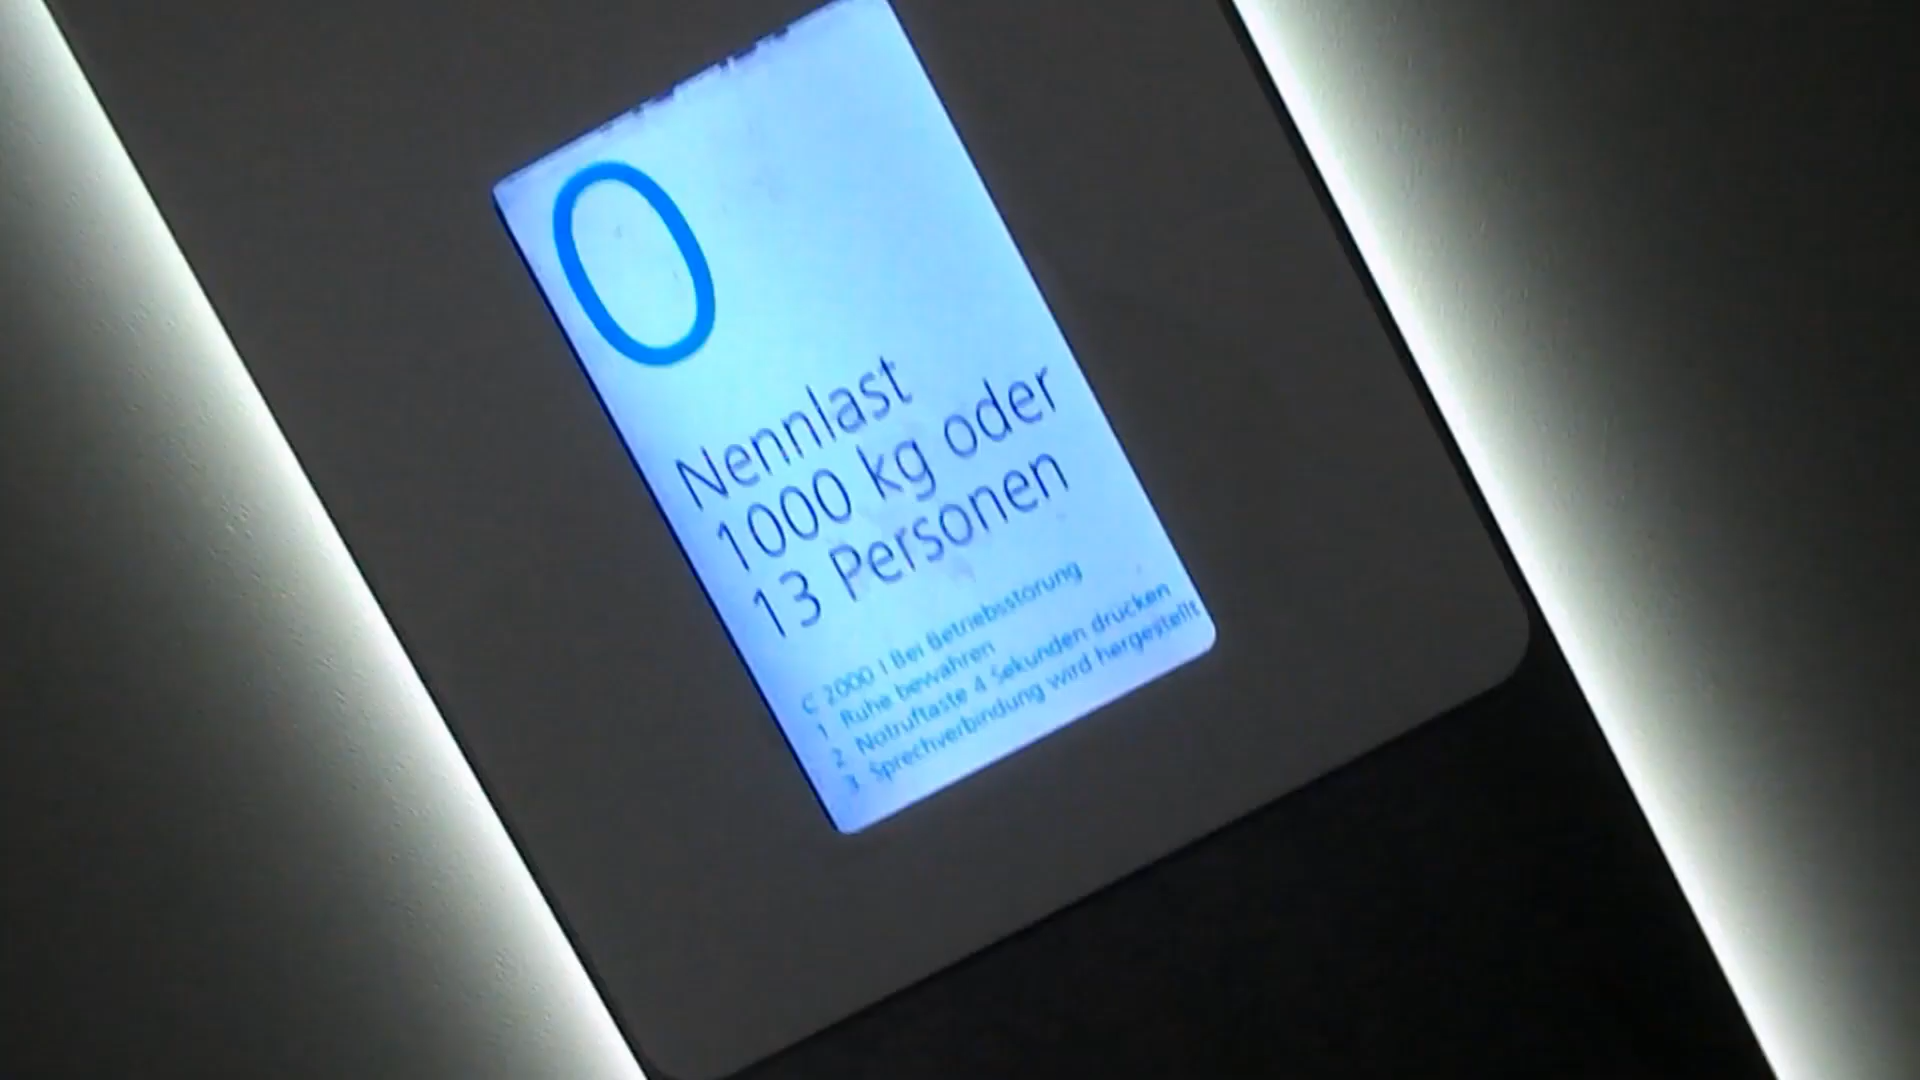 0
Nennlast
1000 kg oder
13 Personen
C 2000 | Bei Betriebsstörung
1 Ruhe bewahren
2 Notruftaste 4 Sekunden drücken
3 Sprechverbindung wird hergestellt